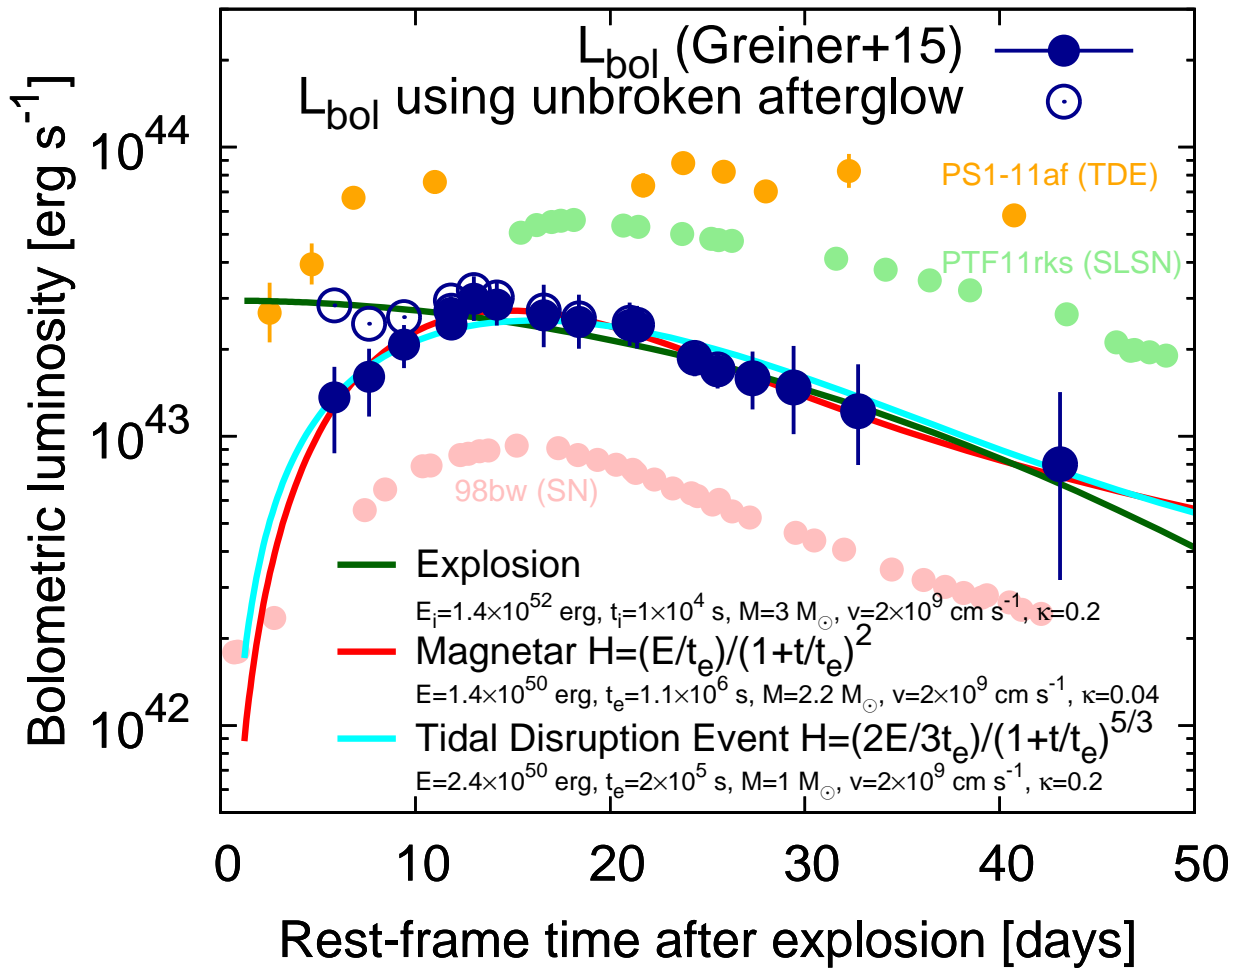 L_bol (Greiner+15)
L_bol using unbroken afterglow
10^44
PS1-11af (TDE)
PTF11rks (SLSN)
10^43
98bw (SN)
Explosion
E_i=1.4×10^52 erg, t_i=1×10^4 s, M=3 M_⊙, v=2×10^9 cm s^-1, κ=0.2
Magnetar H=(E/t_e)/(1+t/t_e)^2
E=1.4×10^50 erg, t_e=1.1×10^6 s, M=2.2 M_⊙, v=2×10^9 cm s^-1, κ=0.04
10^42
Tidal Disruption Event H=(2E/3t_e)/(1+t/t_e)^5/3
E=2.4×10^50 erg, t_e=2×10^5 s, M=1 M_⊙, v=2×10^9 cm s^-1, κ=0.2
Bolometric luminosity [erg s^-1]
0 10 20 30 40 50
Rest-frame time after explosion [days]